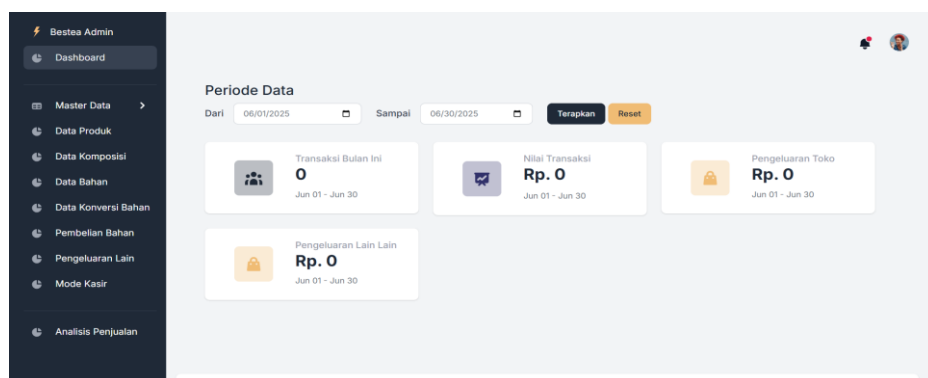 Bestea Admin
Dashboard
Master Data
Data Produk
Data Komposisi
Data Bahan
Data Konversi Bahan
Pembelian Bahan
Pengeluaran Lain
Mode Kasir
Analisis Penjualan
Periode Data
Dari 06/01/2025 Sampai 06/30/2025 Terapkan Reset
Transaksi Bulan Ini
0
Jun 01 - Jun 30
Nilai Transaksi
Rp. 0
Jun 01 - Jun 30
Pengeluaran Toko
Rp. 0
Jun 01 - Jun 30
Pengeluaran Lain Lain
Rp. 0
Jun 01 - Jun 30